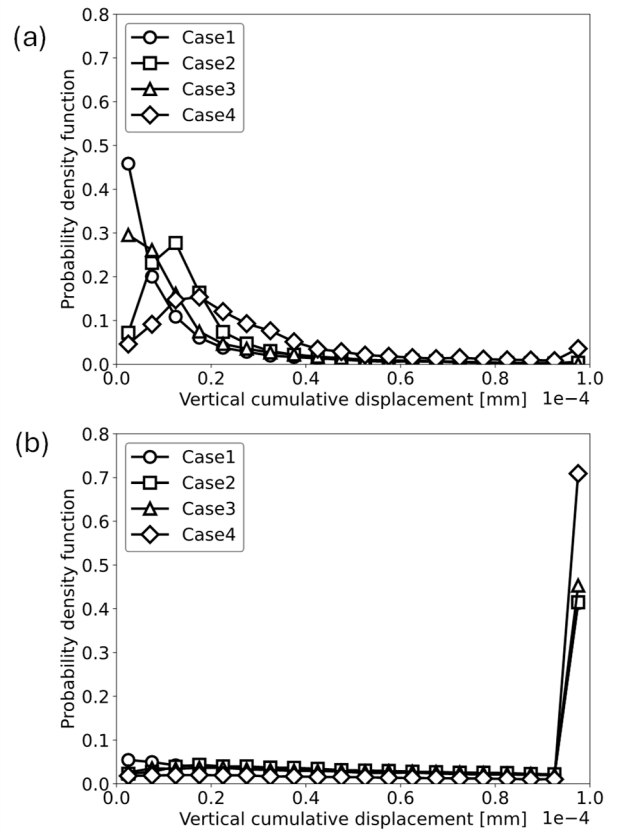 (a)
Probability density function
0.8
0.7
0.6
0.5
0.4
0.3
0.2
0.1
0.0
Case1
Case2
Case3
Case4
0.0 0.2 0.4 0.6 0.8 1.0
Vertical cumulative displacement [mm] 1e−4
(b)
Probability density function
0.8
0.7
0.6
0.5
0.4
0.3
0.2
0.1
0.0
Case1
Case2
Case3
Case4
0.0 0.2 0.4 0.6 0.8 1.0
Vertical cumulative displacement [mm] 1e−4